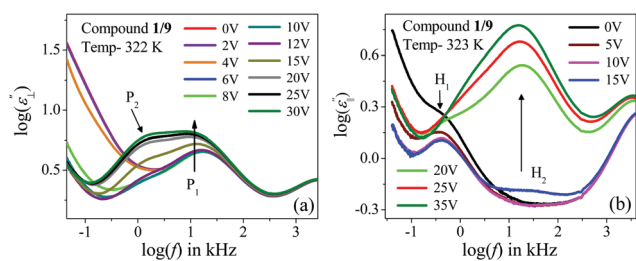 Compound 1/9
Temp- 322 K
0V
2V
4V
6V
8V
10V
12V
15V
20V
25V
30V
P2
P1
log(ε″⊥)
1.5
1.0
0.5
-1 0 1 2 3
log(f) in kHz
(a)
Compound 1/9
Temp- 323 K
0V
5V
10V
15V
H1
H2
20V
25V
35V
log(ε″∥)
0.6
0.3
0.0
-0.3
-1 0 1 2 3
log(f) in kHz
(b)